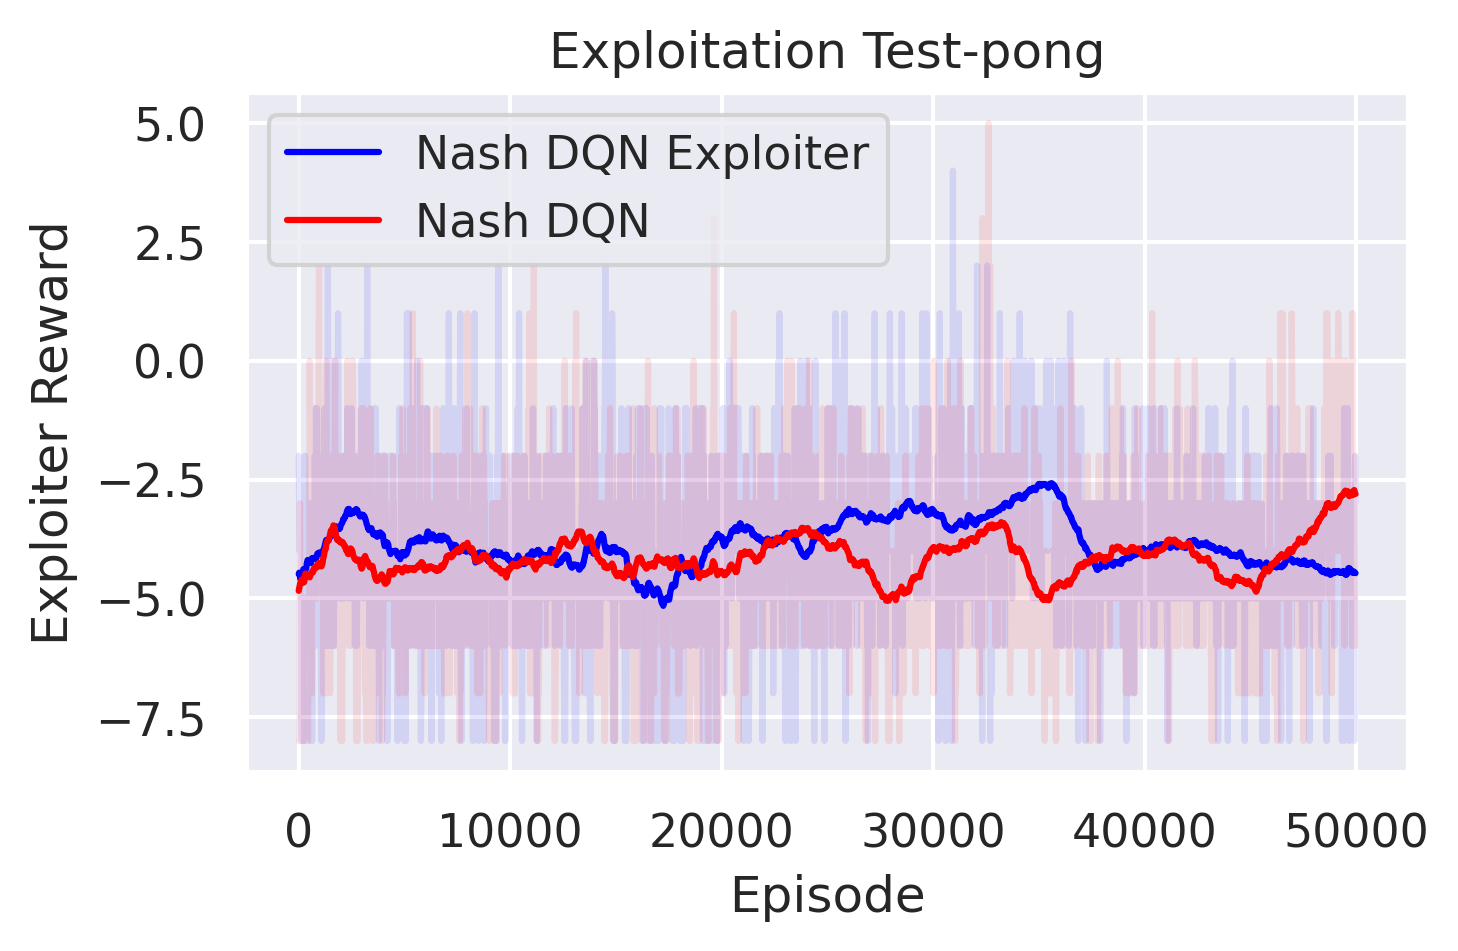 Exploitation Test-pong
Nash DQN Exploiter
Nash DQN
Exploiter Reward
5.0
2.5
0.0
−2.5
−5.0
−7.5
0 10000 20000 30000 40000 50000
Episode